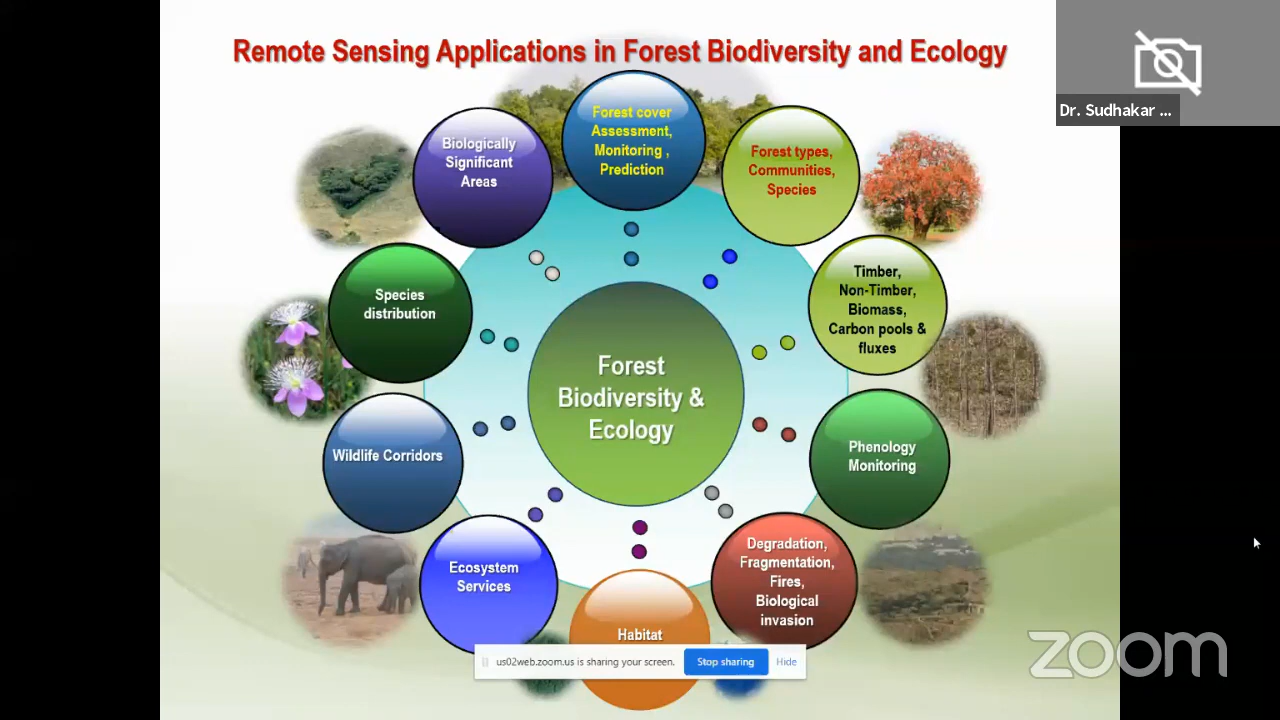 Remote Sensing Applications in Forest Biodiversity and Ecology
Dr. Sudhakar ...
Forest cover
Assessment,
Monitoring ,
Prediction
Forest types,
Communities,
Species
Timber,
Non-Timber,
Biomass,
Carbon pools &
fluxes
Phenology
Monitoring
Degradation,
Fragmentation,
Fires,
Biological
invasion
Habitat
Ecosystem
Services
Wildlife Corridors
Species
distribution
Biologically
Significant
Areas
Forest
Biodiversity &
Ecology
us02web.zoom.us is sharing your screen.
Stop sharing
Hide
zoom